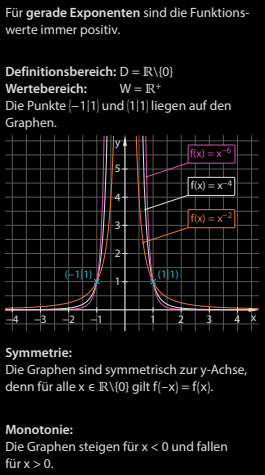 Für gerade Exponenten sind die Funktions-
werte immer positiv.
Definitionsbereich: D = ℝ\{0}
Wertebereich: W = ℝ⁺
Die Punkte (−1|1) und (1|1) liegen auf den
Graphen.
y
f(x) = x⁻⁶
5
f(x) = x⁻⁴
4
3
f(x) = x⁻²
2
(−1|1) (1|1)
1
−4 −3 −2 −1 1 2 3 4 x
Symmetrie:
Die Graphen sind symmetrisch zur y-Achse,
denn für alle x ∈ ℝ\{0} gilt f(−x) = f(x).
Monotonie:
Die Graphen steigen für x < 0 und fallen
für x > 0.